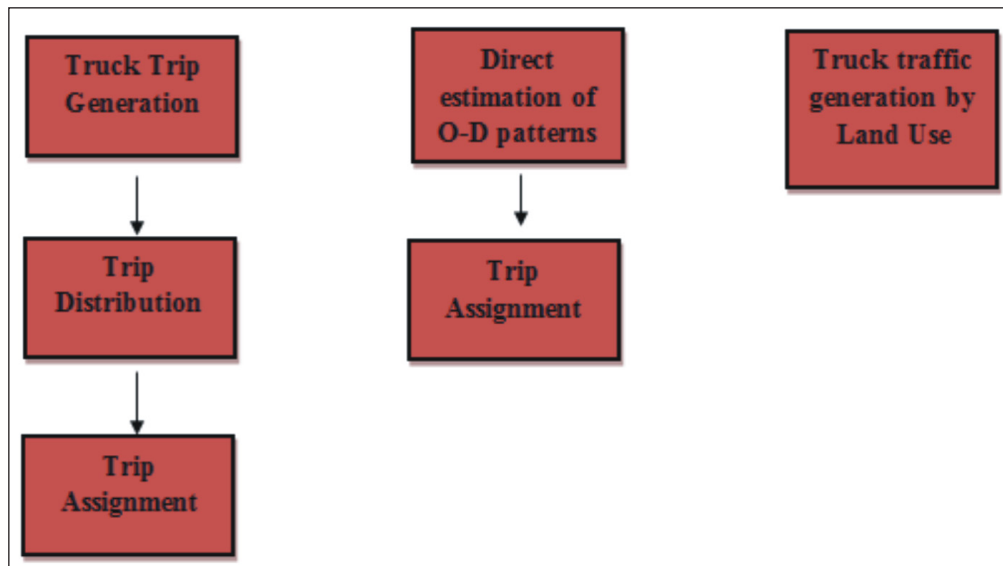 Truck Trip
Generation
Trip
Distribution
Trip
Assignment
Direct
estimation of
O-D patterns
Trip
Assignment
Truck traffic
generation by
Land Use